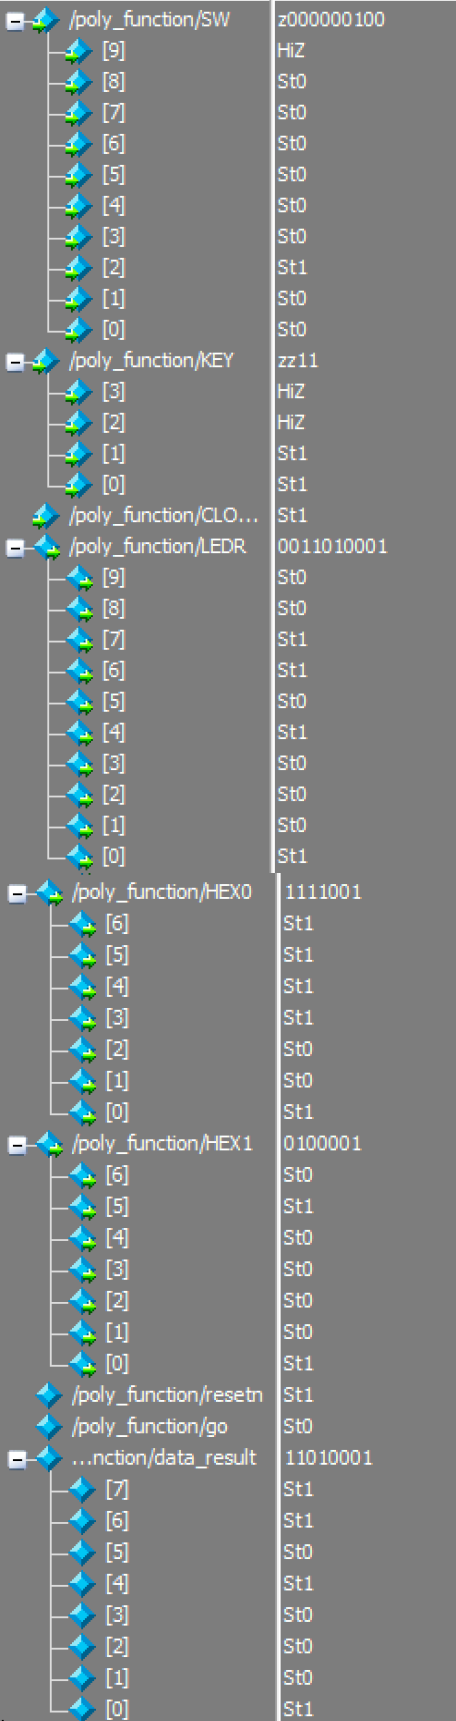 /poly_function/SW z000000100
[9] HiZ
[8] St0
[7] St0
[6] St0
[5] St0
[4] St0
[3] St0
[2] St1
[1] St0
[0] St0
/poly_function/KEY zz11
[3] HiZ
[2] HiZ
[1] St1
[0] St1
/poly_function/CLO... St1
/poly_function/LEDR 0011010001
[9] St0
[8] St0
[7] St1
[6] St1
[5] St0
[4] St1
[3] St0
[2] St0
[1] St0
[0] St1
/poly_function/HEX0 1111001
[6] St1
[5] St1
[4] St1
[3] St1
[2] St0
[1] St0
[0] St1
/poly_function/HEX1 0100001
[6] St0
[5] St1
[4] St0
[3] St0
[2] St0
[1] St0
[0] St1
/poly_function/resetn St1
/poly_function/go St0
...nction/data_result 11010001
[7] St1
[6] St1
[5] St0
[4] St1
[3] St0
[2] St0
[1] St0
[0] St1